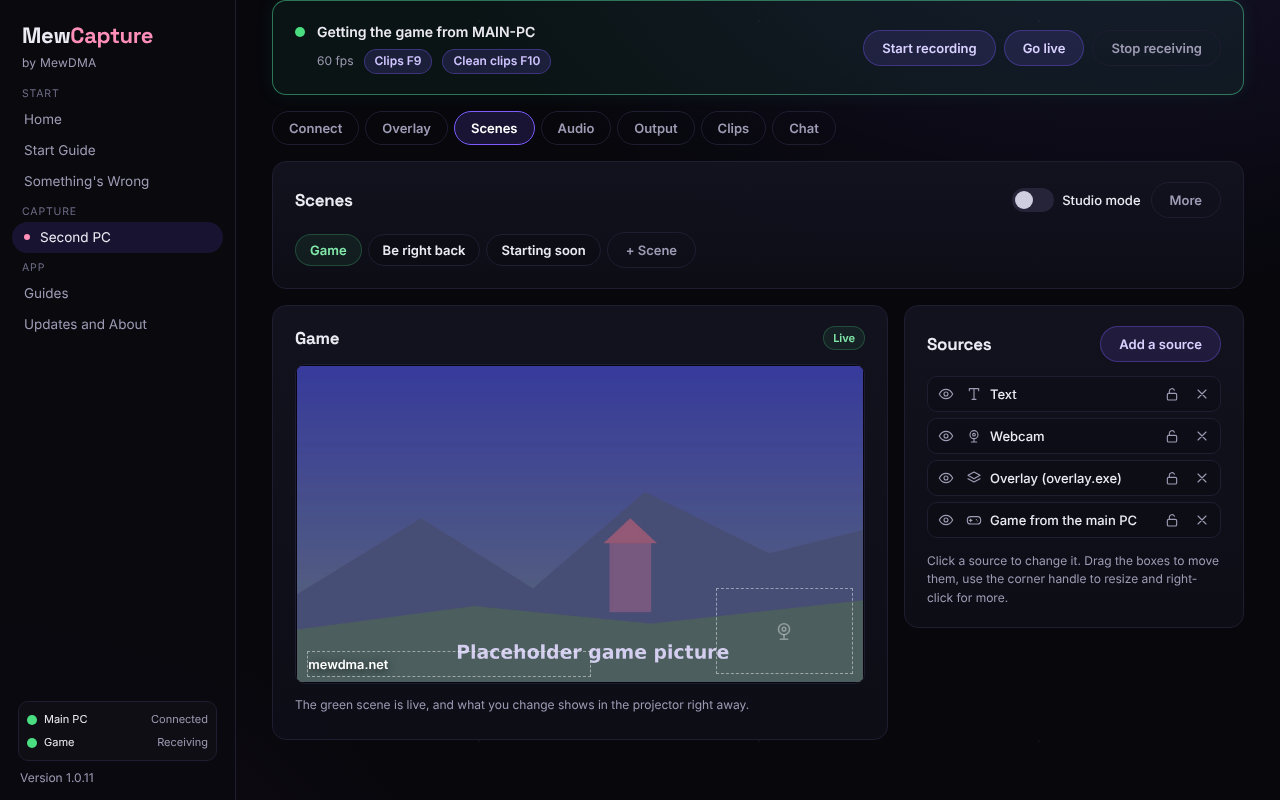 MewCapture
by MewDMA
START
Home
Start Guide
Something's Wrong
CAPTURE
Second PC
APP
Guides
Updates and About
Main PC Connected
Game Receiving
Version 1.0.11
Getting the game from MAIN-PC
60 fps Clips F9 Clean clips F10
Start recording Go live Stop receiving
Connect Overlay Scenes Audio Output Clips Chat
Scenes
Studio mode More
Game Be right back Starting soon + Scene
Game Live
Placeholder game picture
mewdma.net
The green scene is live, and what you change shows in the projector right away.
Sources Add a source
Text
Webcam
Overlay (overlay.exe)
Game from the main PC
Click a source to change it. Drag the boxes to move
them, use the corner handle to resize and right-
click for more.